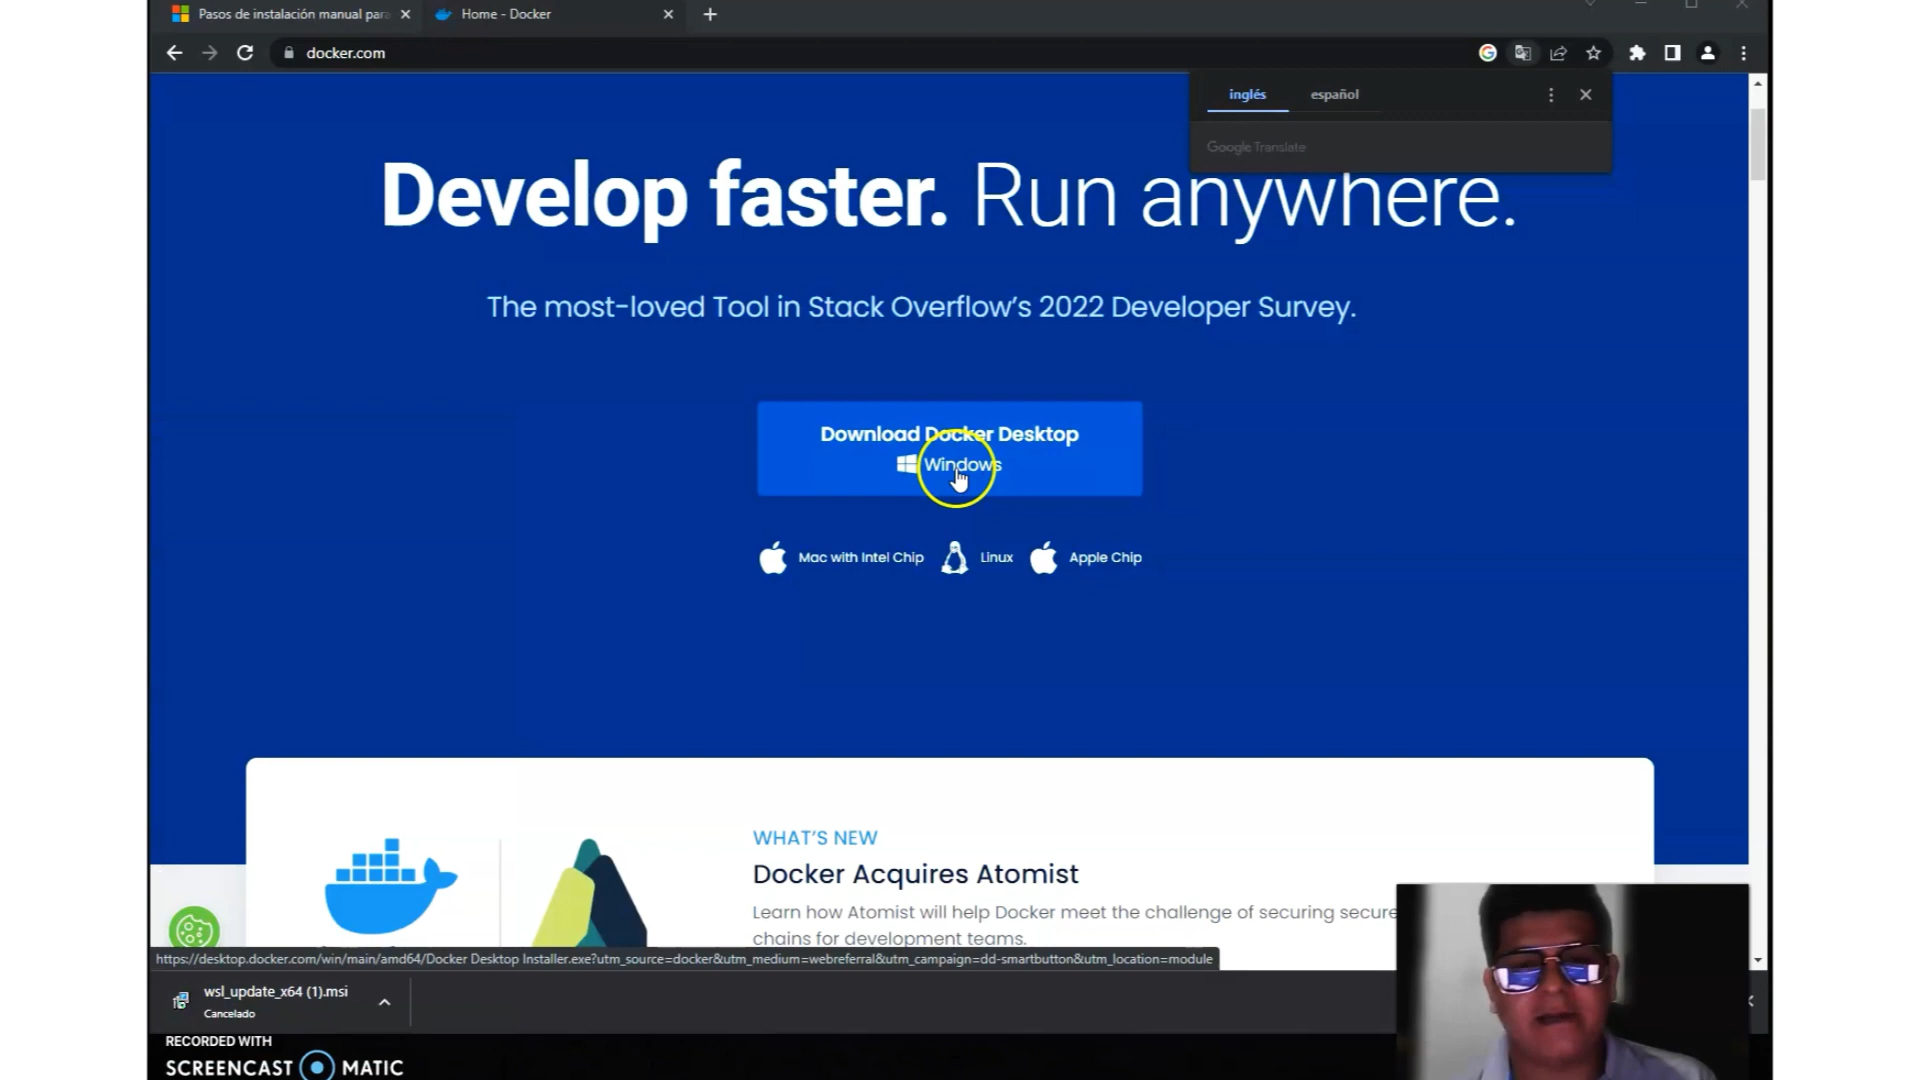 Pasos de instalación manual para
Home - Docker
docker.com
inglés
español
Google Translate
Develop faster. Run anywhere.
The most-loved Tool in Stack Overflow's 2022 Developer Survey.
Download Docker Desktop
Windows
Mac with Intel Chip
Linux
Apple Chip
WHAT'S NEW
Docker Acquires Atomist
Learn how Atomist will help Docker meet the challenge of securing secure
chains for development teams.
https://desktop.docker.com/win/main/amd64/Docker Desktop Installer.exe?utm_source=docker&utm_medium=webreferral&utm_campaign=dd-smartbutton&utm_location=module
wsl_update_x64 (1).msi
Cancelado
RECORDED WITH
SCREENCAST MATIC